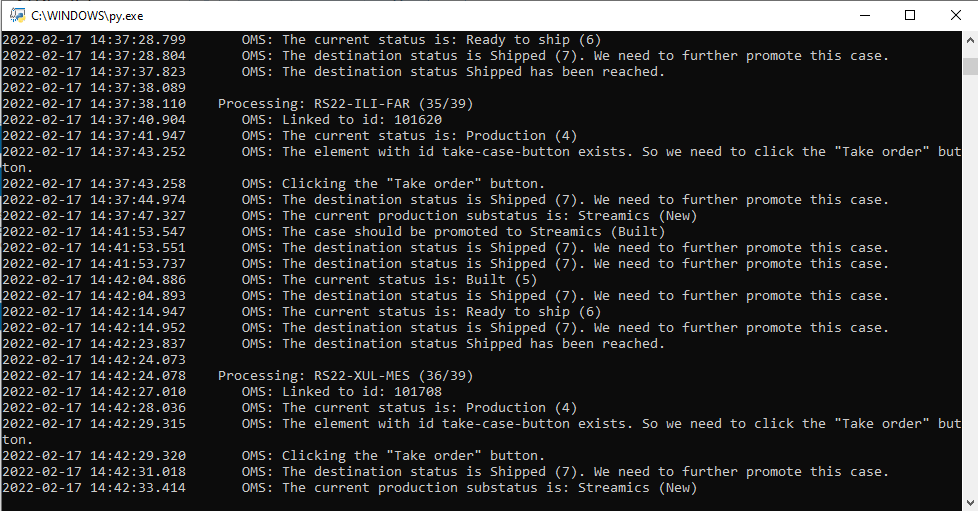 C:\WINDOWS\py.exe
2022-02-17 14:37:28.799 OMS: The current status is: Ready to ship (6)
2022-02-17 14:37:28.804 OMS: The destination status is Shipped (7). We need to further promote this case.
2022-02-17 14:37:37.823 OMS: The destination status Shipped has been reached.
2022-02-17 14:37:38.089
2022-02-17 14:37:38.110 Processing: RS22-ILI-FAR (35/39)
2022-02-17 14:37:40.904 OMS: Linked to id: 101620
2022-02-17 14:37:41.947 OMS: The current status is: Production (4)
2022-02-17 14:37:43.252 OMS: The element with id take-case-button exists. So we need to click the "Take order" but
ton.
2022-02-17 14:37:43.258 OMS: Clicking the "Take order" button.
2022-02-17 14:37:44.974 OMS: The destination status is Shipped (7). We need to further promote this case.
2022-02-17 14:37:47.327 OMS: The current production substatus is: Streamics (New)
2022-02-17 14:41:53.547 OMS: The case should be promoted to Streamics (Built)
2022-02-17 14:41:53.551 OMS: The destination status is Shipped (7). We need to further promote this case.
2022-02-17 14:41:53.737 OMS: The destination status is Shipped (7). We need to further promote this case.
2022-02-17 14:42:04.886 OMS: The current status is: Built (5)
2022-02-17 14:42:04.893 OMS: The destination status is Shipped (7). We need to further promote this case.
2022-02-17 14:42:14.947 OMS: The current status is: Ready to ship (6)
2022-02-17 14:42:14.952 OMS: The destination status is Shipped (7). We need to further promote this case.
2022-02-17 14:42:23.837 OMS: The destination status Shipped has been reached.
2022-02-17 14:42:24.073
2022-02-17 14:42:24.078 Processing: RS22-XUL-MES (36/39)
2022-02-17 14:42:27.010 OMS: Linked to id: 101708
2022-02-17 14:42:28.036 OMS: The current status is: Production (4)
2022-02-17 14:42:29.315 OMS: The element with id take-case-button exists. So we need to click the "Take order" but
ton.
2022-02-17 14:42:29.320 OMS: Clicking the "Take order" button.
2022-02-17 14:42:31.018 OMS: The destination status is Shipped (7). We need to further promote this case.
2022-02-17 14:42:33.414 OMS: The current production substatus is: Streamics (New)